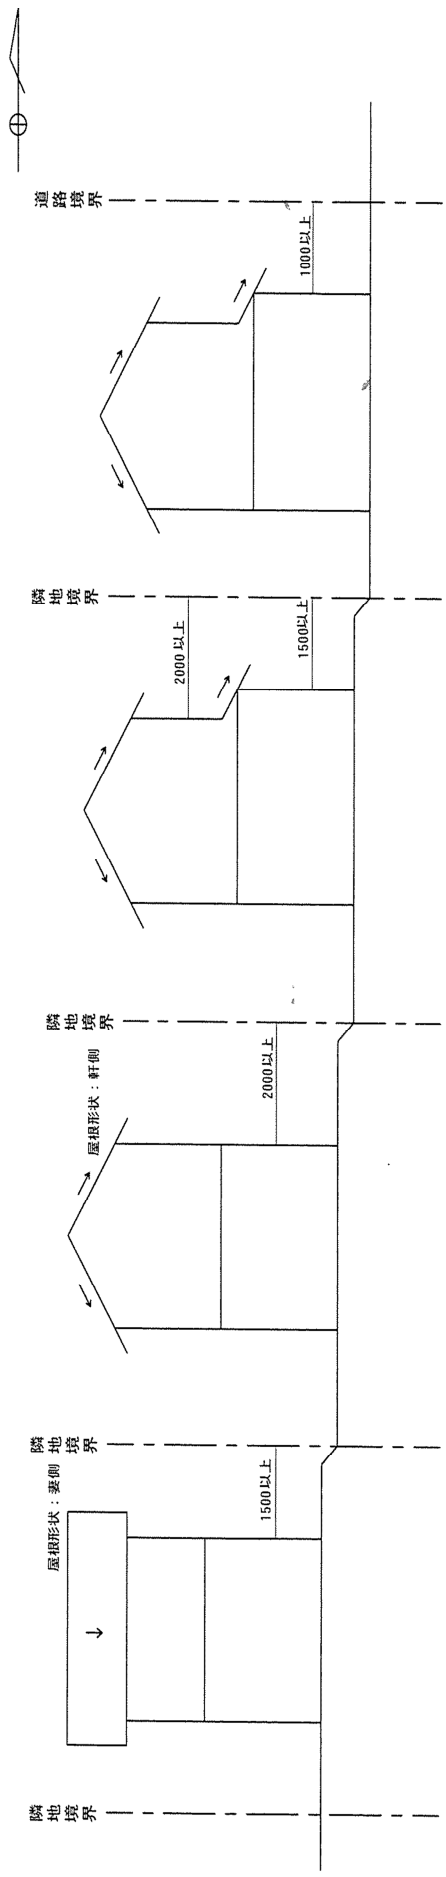 隣地境界
屋根形状：妻側
1500以上
隣地境界
屋根形状：軒側
2000以上
隣地境界
2000以上
1500以上
隣地境界
1000以上
道路境界